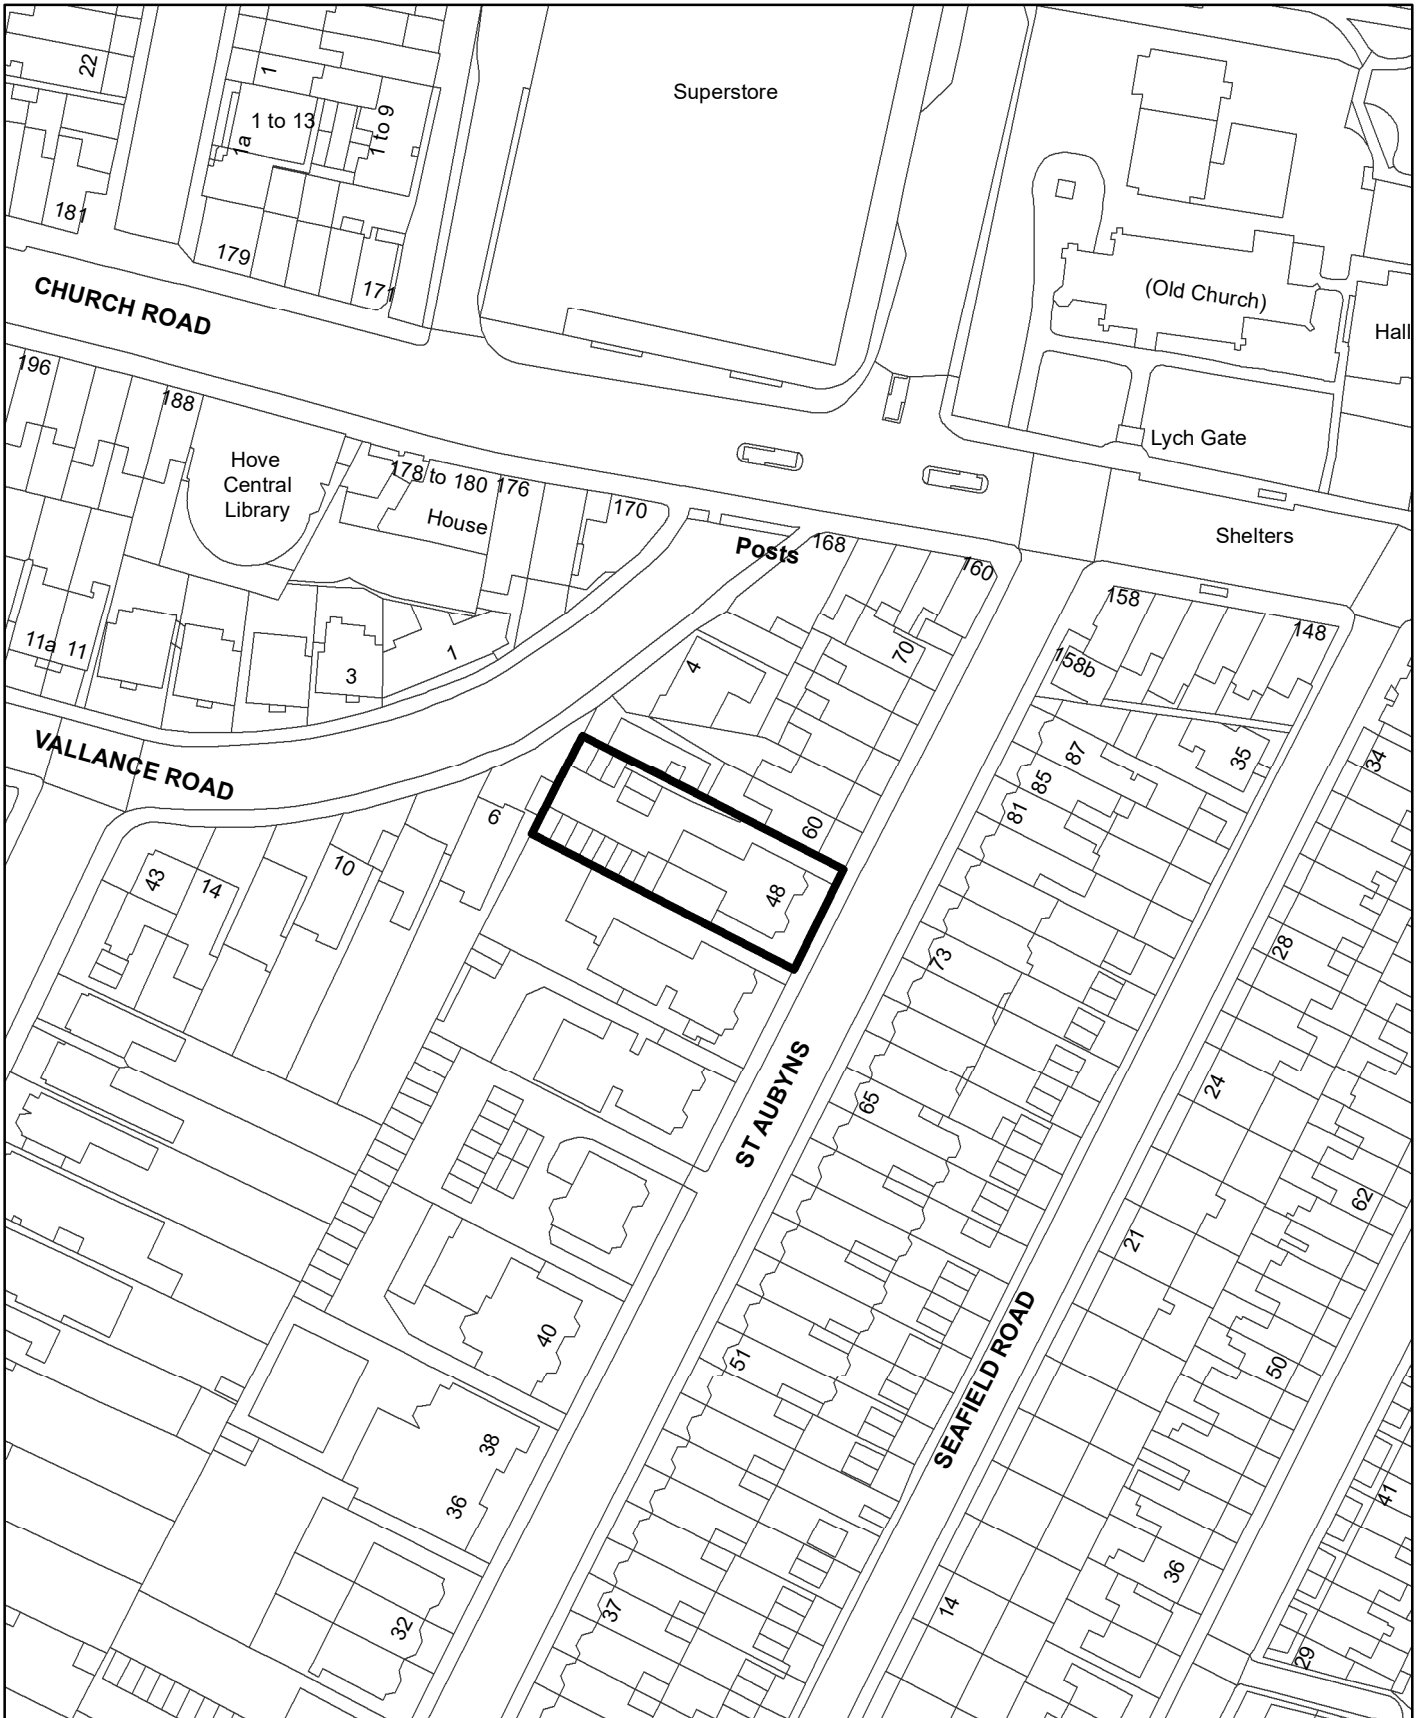 22
1
1 to 13
1a
1 to 9
Superstore
181
179
171
(Old Church)
Hall
CHURCH ROAD
196
188
Hove
Central
Library
178 to 180
176
House
170
Lych Gate
Posts
168
160
Shelters
158
148
158b
11a
11
3
1
4
70
VALLANCE ROAD
87
85
81
35
34
6
60
10
43
14
48
73
28
ST AUBYNS
65
24
62
21
40
51
SEAFIELD ROAD
50
38
36
41
32
37
14
36
29